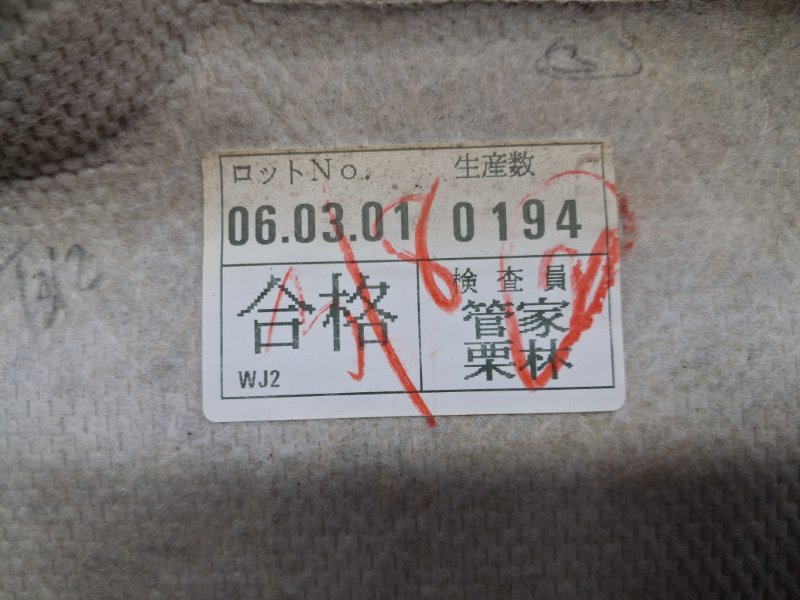 ロットNo. 生産数
06.03.01 0194
合格 検査員
管家
栗林
WJ2